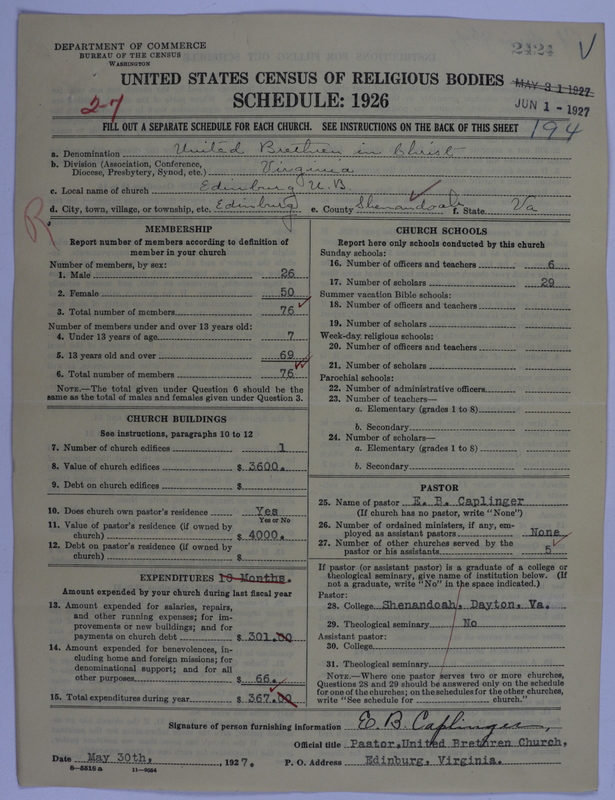 DEPARTMENT OF COMMERCE
BUREAU OF THE CENSUS
WASHINGTON
2424
V
UNITED STATES CENSUS OF RELIGIOUS BODIES
MAY 31 1927
SCHEDULE: 1926
JUN 1 - 1927
2-7
FILL OUT A SEPARATE SCHEDULE FOR EACH CHURCH. SEE INSTRUCTIONS ON THE BACK OF THIS SHEET
194
a. Denomination United Brethren in Christ
b. Division (Association, Conference,
Diocese, Presbytery, Synod, etc.) Virginia
c. Local name of church Edinburg U.B.
d. City, town, village, or township, etc. Edinburg e. County Shenandoah f. State Va
R
MEMBERSHIP
Report number of members according to definition of
member in your church
Number of members, by sex:
1. Male 26
2. Female 50
3. Total number of members 76
Number of members under and over 13 years old:
4. Under 13 years of age 7
5. 13 years old and over 69
6. Total number of members 76
NOTE.—The total given under Question 6 should be the
same as the total of males and females given under Question 3.
CHURCH BUILDINGS
See instructions, paragraphs 10 to 12
7. Number of church edifices 1
8. Value of church edifices $ 3600.
9. Debt on church edifices $
10. Does church own pastor's residence Yes
Yes or No
11. Value of pastor's residence (if owned by
church) $ 4000.
12. Debt on pastor's residence (if owned by
church) $
EXPENDITURES 18 Months.
Amount expended by your church during last fiscal year
13. Amount expended for salaries, repairs,
and other running expenses; for im-
provements or new buildings; and for
payments on church debt $ 301.00
14. Amount expended for benevolences, in-
cluding home and foreign missions; for
denominational support; and for all
other purposes $ 66.
15. Total expenditures during year $ 367.00
CHURCH SCHOOLS
Report here only schools conducted by this church
Sunday schools:
16. Number of officers and teachers 6
17. Number of scholars 29
Summer vacation Bible schools:
18. Number of officers and teachers
19. Number of scholars
Week-day religious schools:
20. Number of officers and teachers
21. Number of scholars
Parochial schools:
22. Number of administrative officers
23. Number of teachers—
a. Elementary (grades 1 to 8)
b. Secondary
24. Number of scholars—
a. Elementary (grades 1 to 8)
b. Secondary
PASTOR
25. Name of pastor E. B. Caplinger
(If church has no pastor, write "None")
26. Number of ordained ministers, if any, em-
ployed as assistant pastors None
27. Number of other churches served by the
pastor or his assistants 5
If pastor (or assistant pastor) is a graduate of a college or
theological seminary, give name of institution below. (If
not a graduate, write "No" in the space indicated.)
Pastor:
28. College Shenandoah, Dayton, Va.
29. Theological seminary No
Assistant pastor:
30. College
31. Theological seminary
NOTE.—Where one pastor serves two or more churches,
Questions 28 and 29 should be answered only on the schedule
for one of the churches; on the schedules for the other churches,
write "See schedule for church."
Signature of person furnishing information E. B. Caplinger,
Official title Pastor, United Brethren Church,
Date May 30th, 1927. P. O. Address Edinburg, Virginia.
8—5518a 11—9054